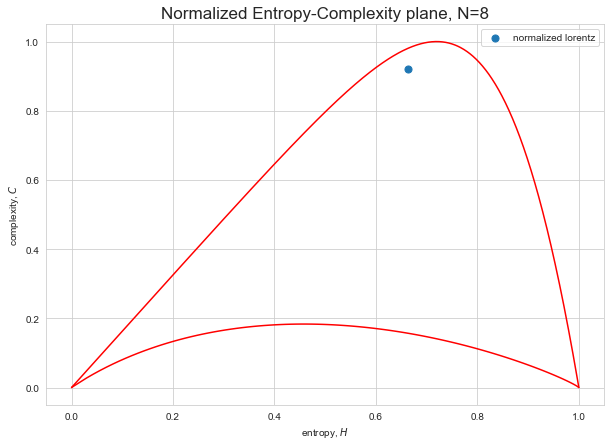 Normalized Entropy-Complexity plane, N=8
normalized lorentz
complexity, C
1.0
0.8
0.6
0.4
0.2
0.0
0.0 0.2 0.4 0.6 0.8 1.0
entropy, H